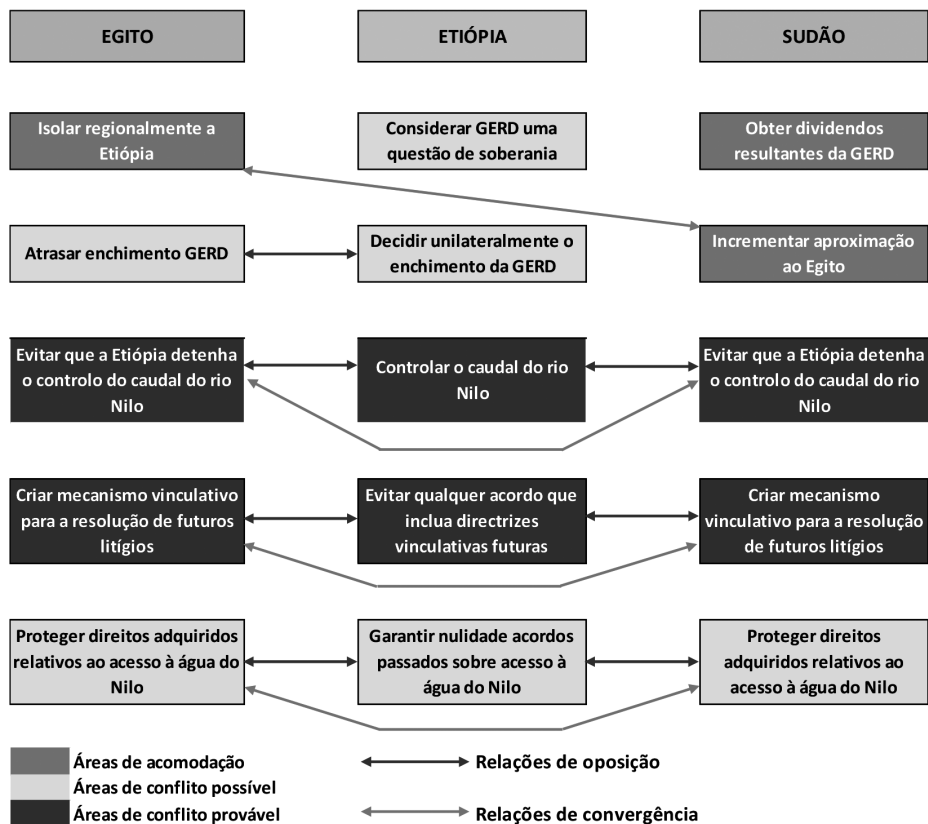 EGITO
ETIÓPIA
SUDÃO
Isolar regionalmente a
Etiópia
Considerar GERD uma
questão de soberania
Obter dividendos
resultantes da GERD
Atrasar enchimento GERD
Decidir unilateralmente o
enchimento da GERD
Incrementar aproximação
ao Egito
Evitar que a Etiópia detenha
o controlo do caudal do rio
Nilo
Controlar o caudal do rio
Nilo
Evitar que a Etiópia detenha
o controlo do caudal do rio
Nilo
Criar mecanismo vinculativo
para a resolução de futuros
litígios
Evitar qualquer acordo que
inclua directrizes
vinculativas futuras
Criar mecanismo
vinculativo para a resolução
de futuros litígios
Proteger direitos adquiridos
relativos ao acesso à água do
Nilo
Garantir nulidade acordos
passados sobre acesso à
água do Nilo
Proteger direitos
adquiridos relativos ao
acesso à água do Nilo
Áreas de acomodação
Áreas de conflito possível
Áreas de conflito provável
Relações de oposição
Relações de convergência